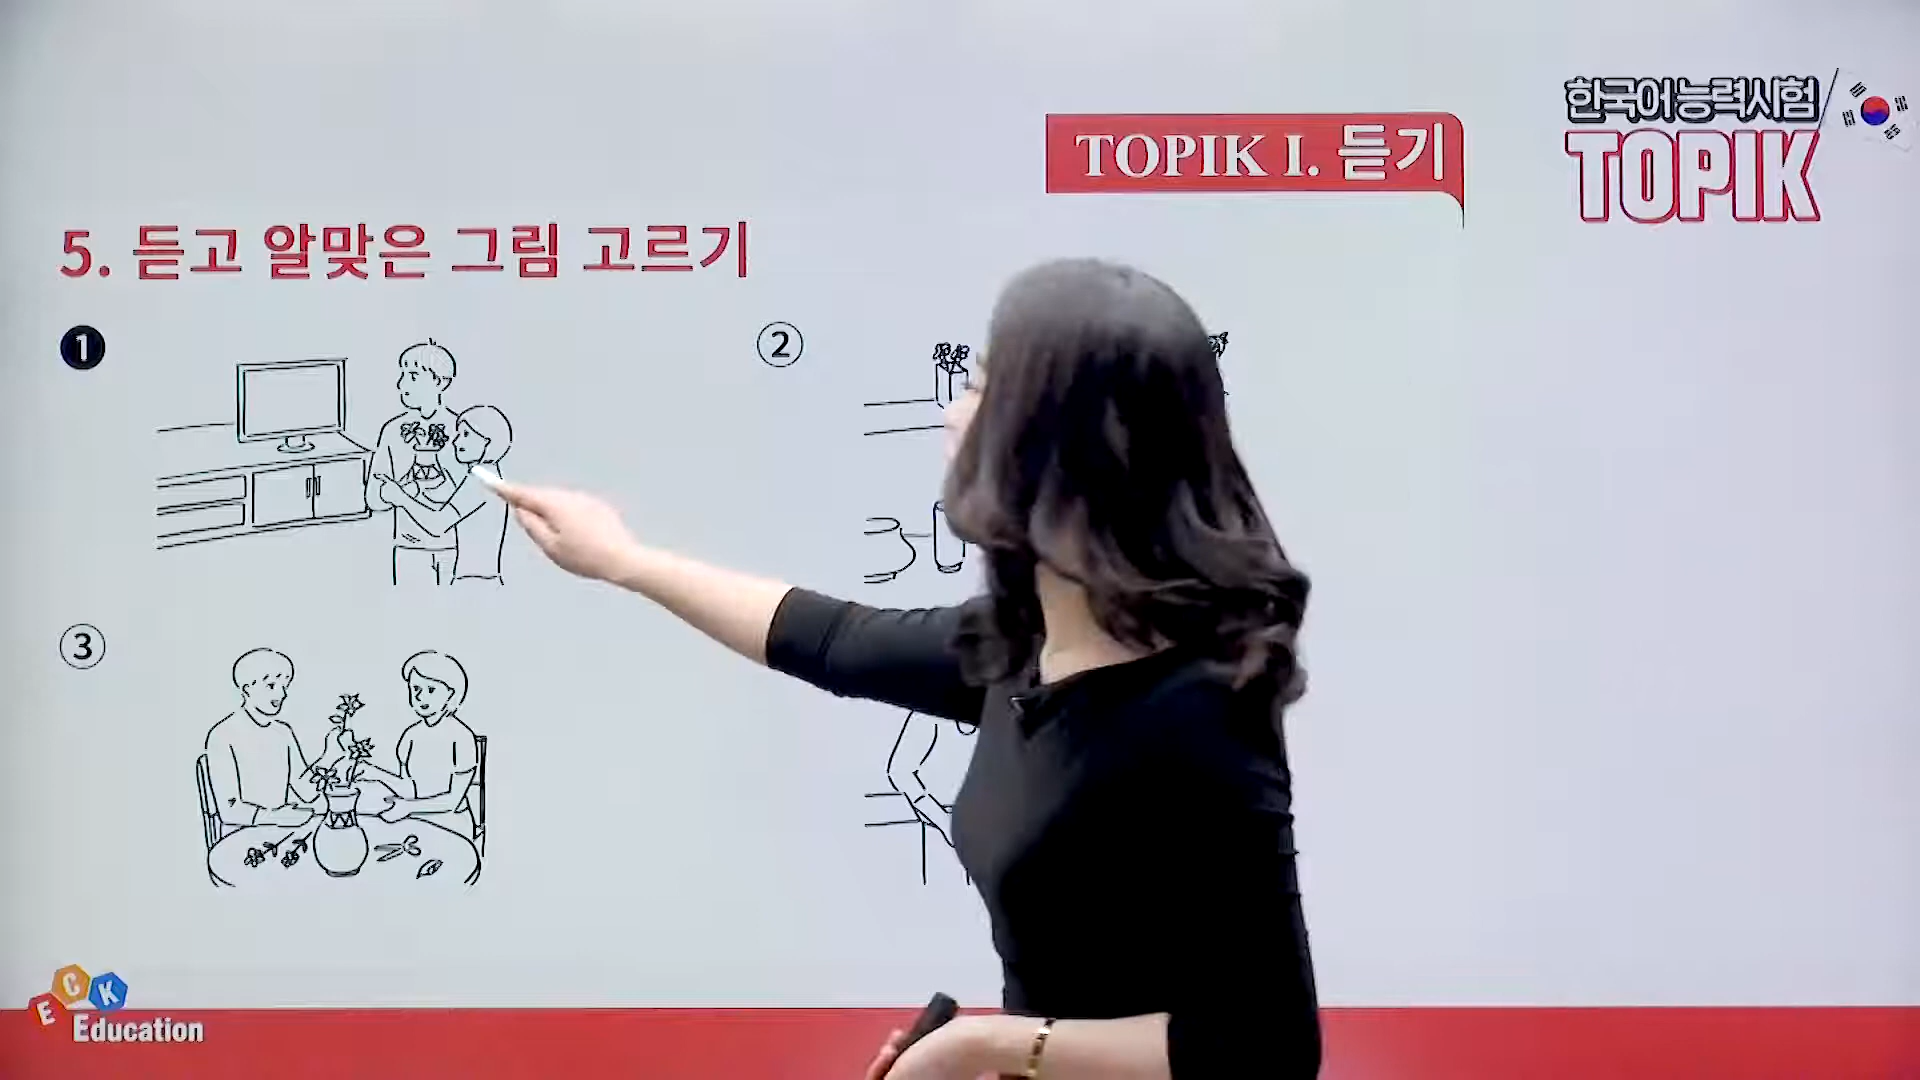 한국어능력시험
TOPIK
TOPIK I. 듣기
5. 듣고 알맞은 그림 고르기
①
②
③
ECK
Education